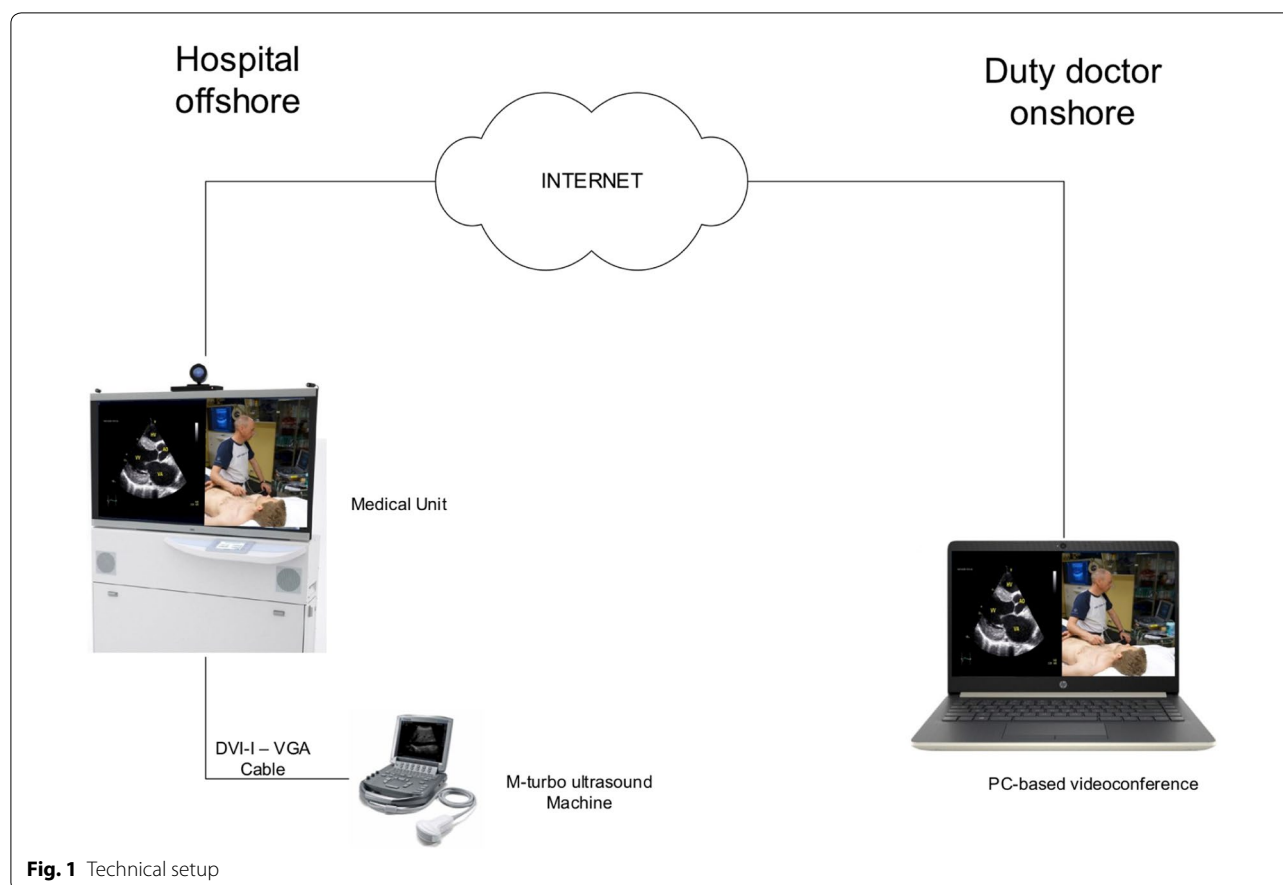 Hospital
offshore
Duty doctor
onshore
INTERNET
Medical Unit
DVI-I – VGA
Cable
M-turbo ultrasound
Machine
PC-based videoconference
Fig. 1 Technical setup